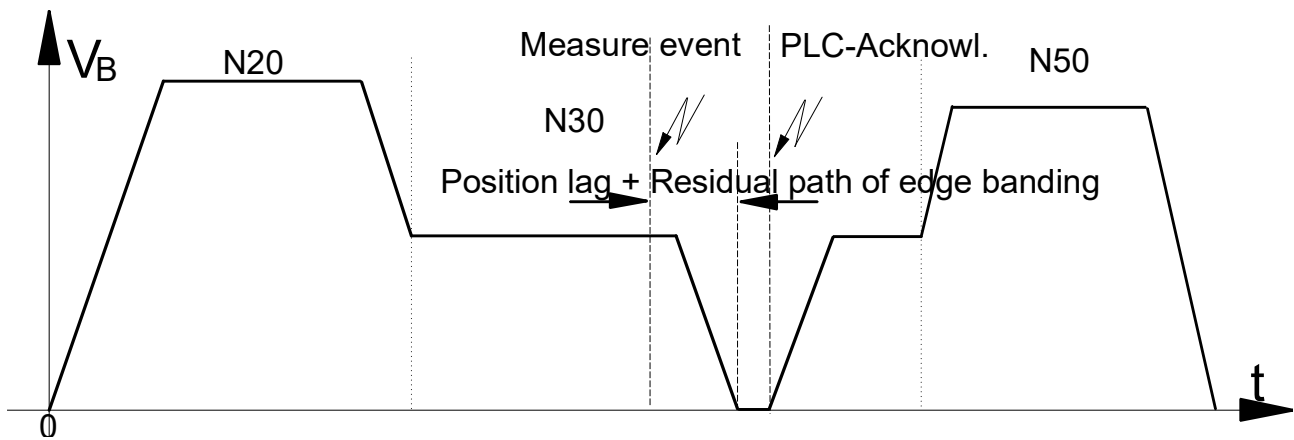 Measure event
PLC-Acknowl.
V_B
N20
N50
N30
Position lag + Residual path of edge banding
t
0